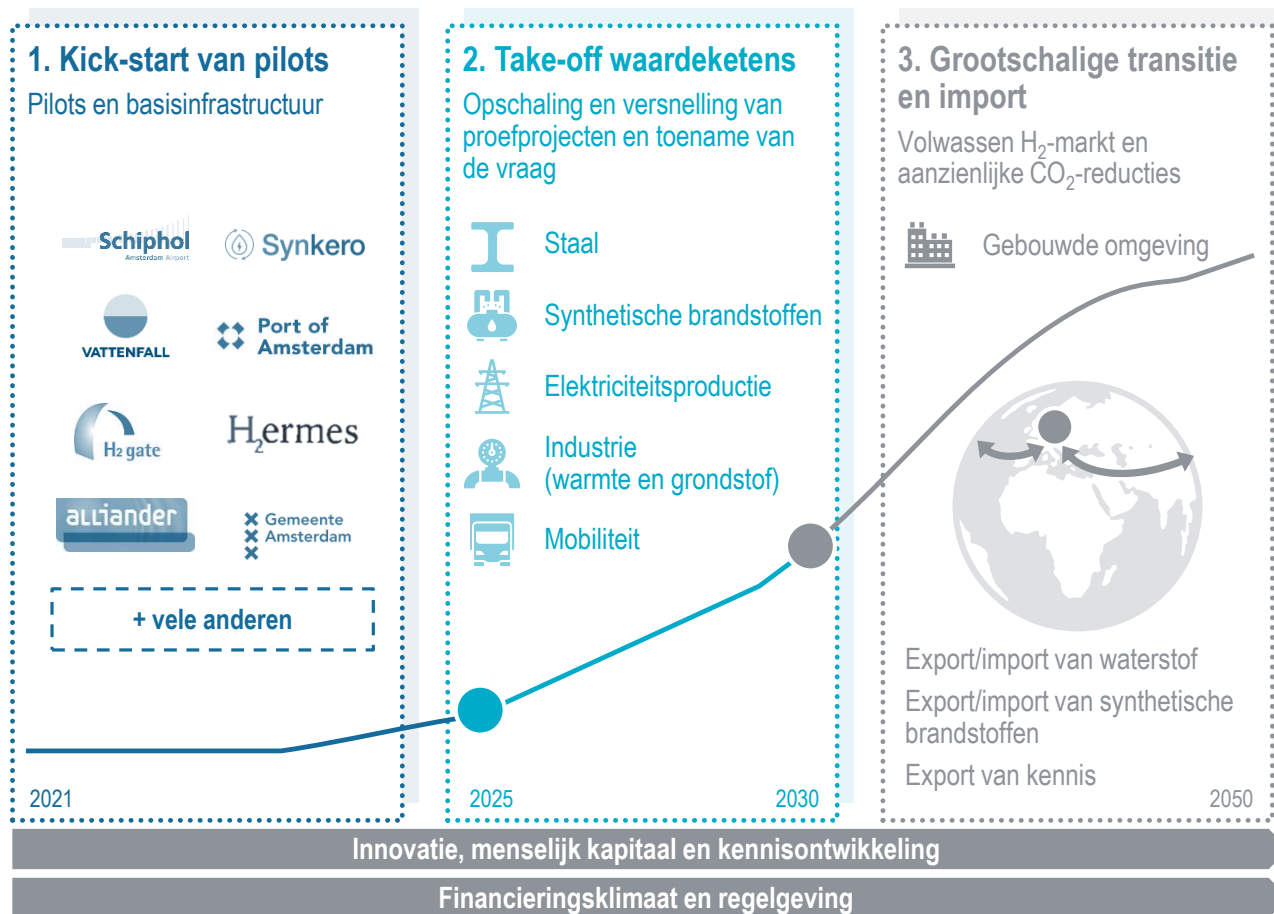 1. Kick-start van pilots
Pilots en basisinfrastructuur
Schiphol
Amsterdam Airport
Synkero
VATTENFALL
Port of
Amsterdam
H2 gate
H2ermes
alliander
Gemeente
Amsterdam
+ vele anderen
2021
2. Take-off waardeketens
Opschaling en versnelling van
proefprojecten en toename van
de vraag
Staal
Synthetische brandstoffen
Elektriciteitsproductie
Industrie
(warmte en grondstof)
Mobiliteit
2025
2030
3. Grootschalige transitie
en import
Volwassen H2-markt en
aanzienlijke CO2-reducties
Gebouwde omgeving
Export/import van waterstof
Export/import van synthetische
brandstoffen
Export van kennis
2050
Innovatie, menselijk kapitaal en kennisontwikkeling
Financieringsklimaat en regelgeving